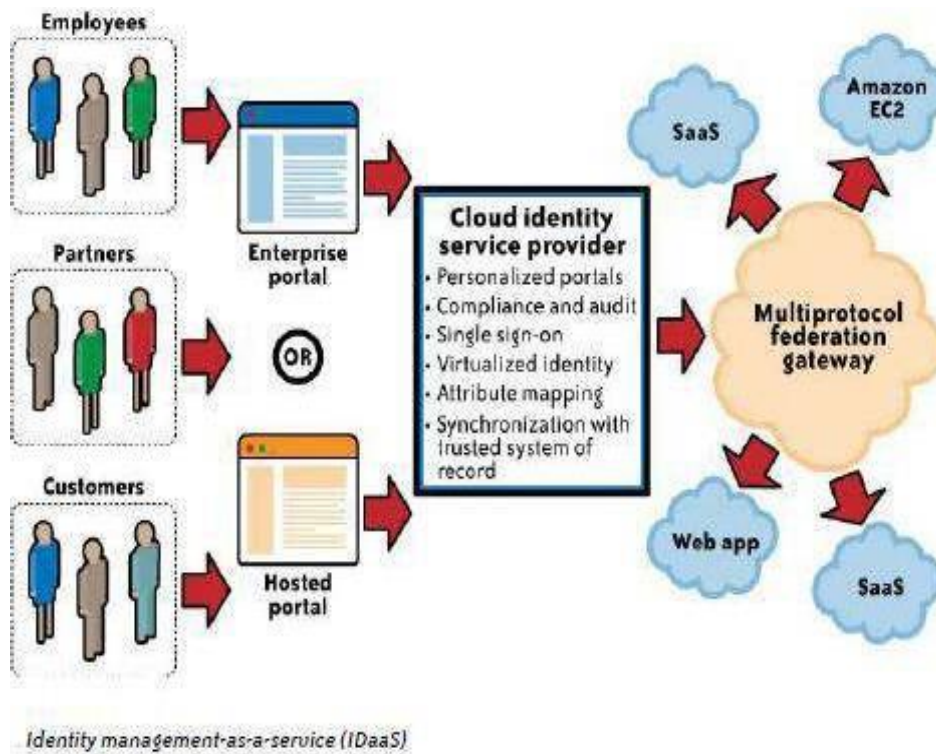 Employees
Enterprise
portal
Partners
OR
Customers
Hosted
portal
Cloud identity
service provider
• Personalized portals
• Compliance and audit
• Single sign-on
• Virtualized identity
• Attribute mapping
• Synchronization with
trusted system of
record
SaaS
Amazon
EC2
Multiprotocol
federation
gateway
Web app
SaaS
Identity management-as-a-service (IDaaS)